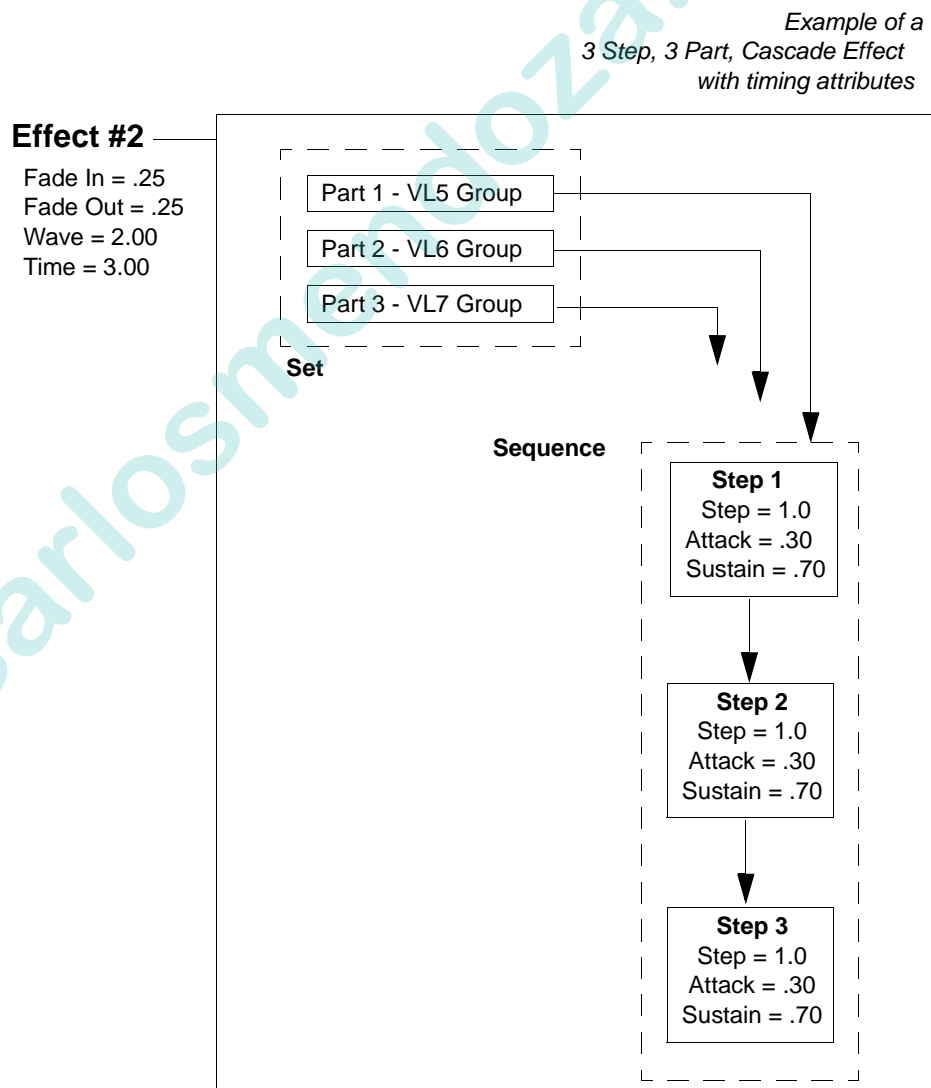 Example of a
3 Step, 3 Part, Cascade Effect
with timing attributes
Effect #2
Fade In = .25
Fade Out = .25
Wave = 2.00
Time = 3.00
Part 1 - VL5 Group
Part 2 - VL6 Group
Part 3 - VL7 Group
Set
Sequence
Step 1
Step = 1.0
Attack = .30
Sustain = .70
Step 2
Step = 1.0
Attack = .30
Sustain = .70
Step 3
Step = 1.0
Attack = .30
Sustain = .70
carlosmendoza.